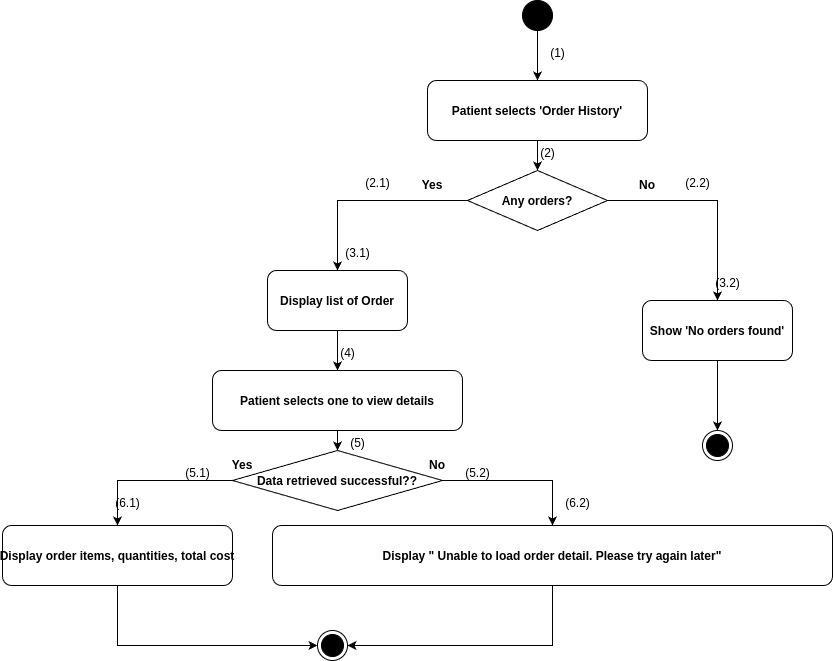 (1)
Patient selects 'Order History'
(2)
(2.1)
Yes
No
(2.2)
Any orders?
(3.1)
(3.2)
Display list of Order
Show 'No orders found'
(4)
Patient selects one to view details
(5)
(5.1)
Yes
No
(5.2)
Data retrieved successful??
(6.1)
(6.2)
Display order items, quantities, total cost
Display " Unable to load order detail. Please try again later"